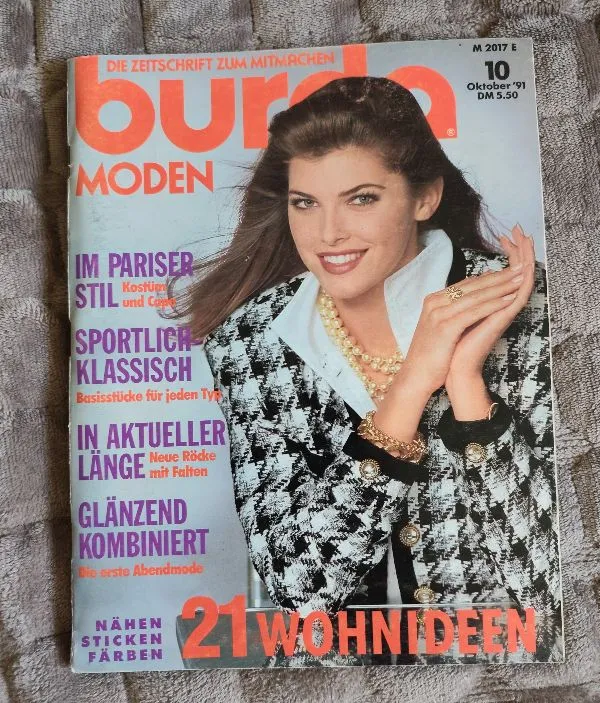 DIE ZEITSCHRIFT ZUM MITMACHEN
M 2017 E
burda
®
10
Oktober '91
DM 5.50
MODEN
IM PARISER
STIL Kostüm
und Cape
SPORTLICH-
KLASSISCH
Basisstücke für jeden Typ
IN AKTUELLER
LÄNGE Neue Röcke
mit Falten
GLÄNZEND
KOMBINIERT
Die erste Abendmode
NÄHEN
STICKEN
FÄRBEN
21 WOHNIDEEN